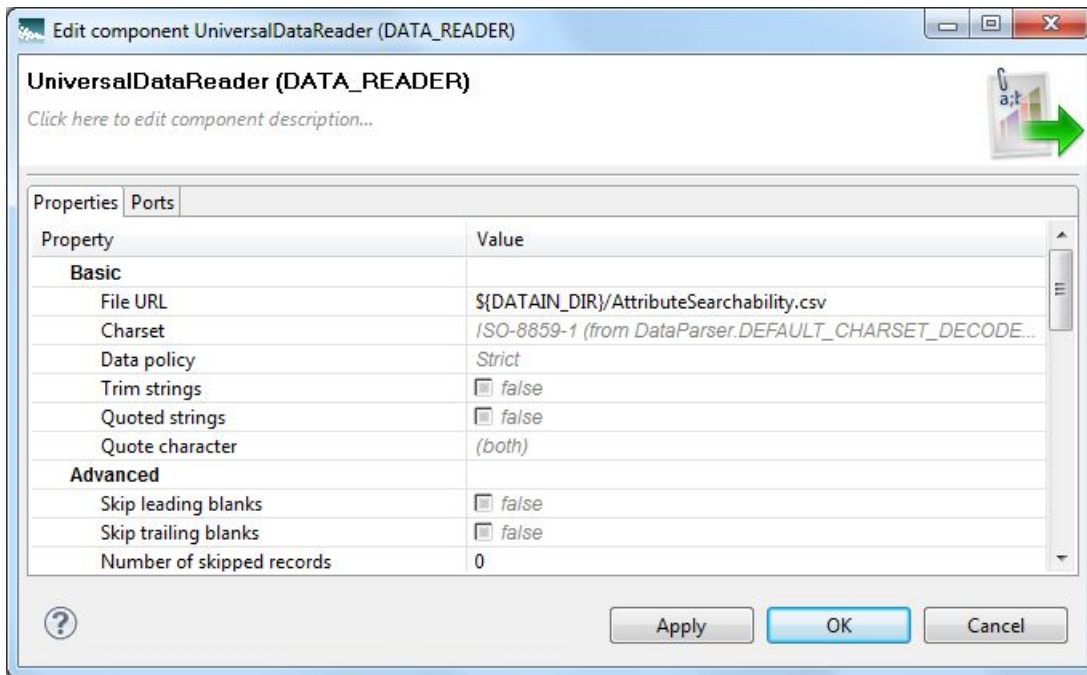 Edit component UniversalDataReader (DATA_READER)
UniversalDataReader (DATA_READER)
Click here to edit component description...
a;b
Properties Ports
Property Value
Basic
File URL ${DATAIN_DIR}/AttributeSearchability.csv
Charset ISO-8859-1 (from DataParser.DEFAULT_CHARSET_DECODE...
Data policy Strict
Trim strings false
Quoted strings false
Quote character (both)
Advanced
Skip leading blanks false
Skip trailing blanks false
Number of skipped records 0
? Apply OK Cancel